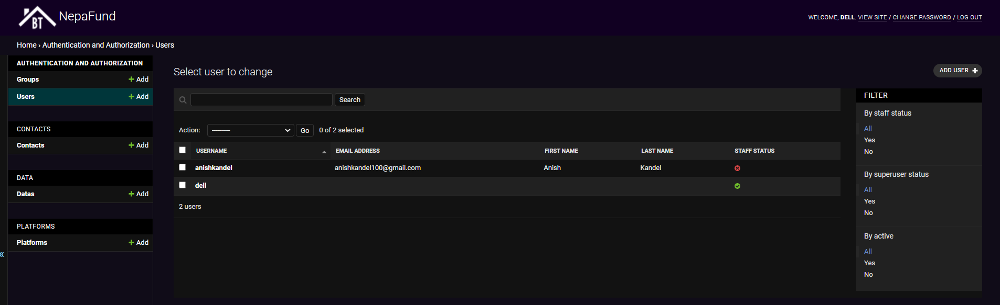 BT NepaFund
WELCOME, DELL. VIEW SITE / CHANGE PASSWORD / LOG OUT
Home › Authentication and Authorization › Users
AUTHENTICATION AND AUTHORIZATION
Groups + Add
Users + Add
CONTACTS
Contacts + Add
DATA
Datas + Add
PLATFORMS
Platforms + Add
«
Select user to change
ADD USER +
Search
Action: --------- Go 0 of 2 selected
USERNAME EMAIL ADDRESS FIRST NAME LAST NAME STAFF STATUS
anishkandel anishkandel100@gmail.com Anish Kandel
dell
2 users
FILTER
By staff status
All
Yes
No
By superuser status
All
Yes
No
By active
All
Yes
No